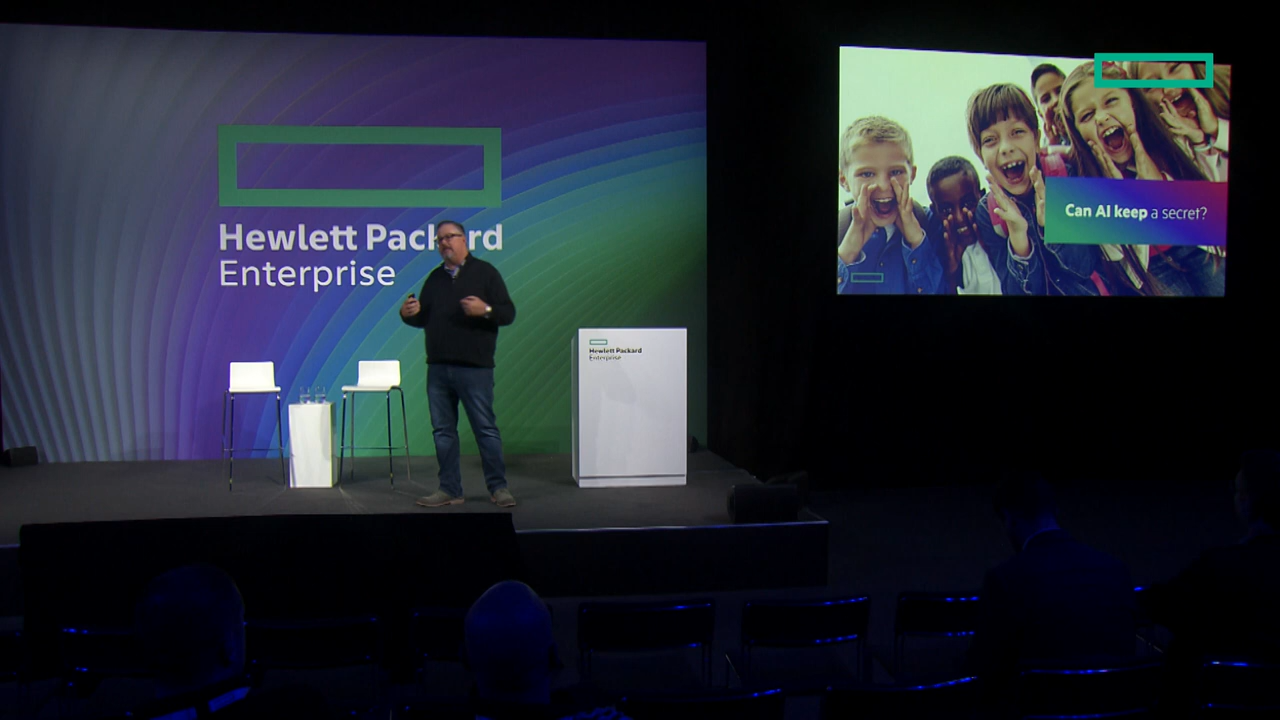 Hewlett Packard
Enterprise
Can AI keep a secret?
Hewlett Packard
Enterprise